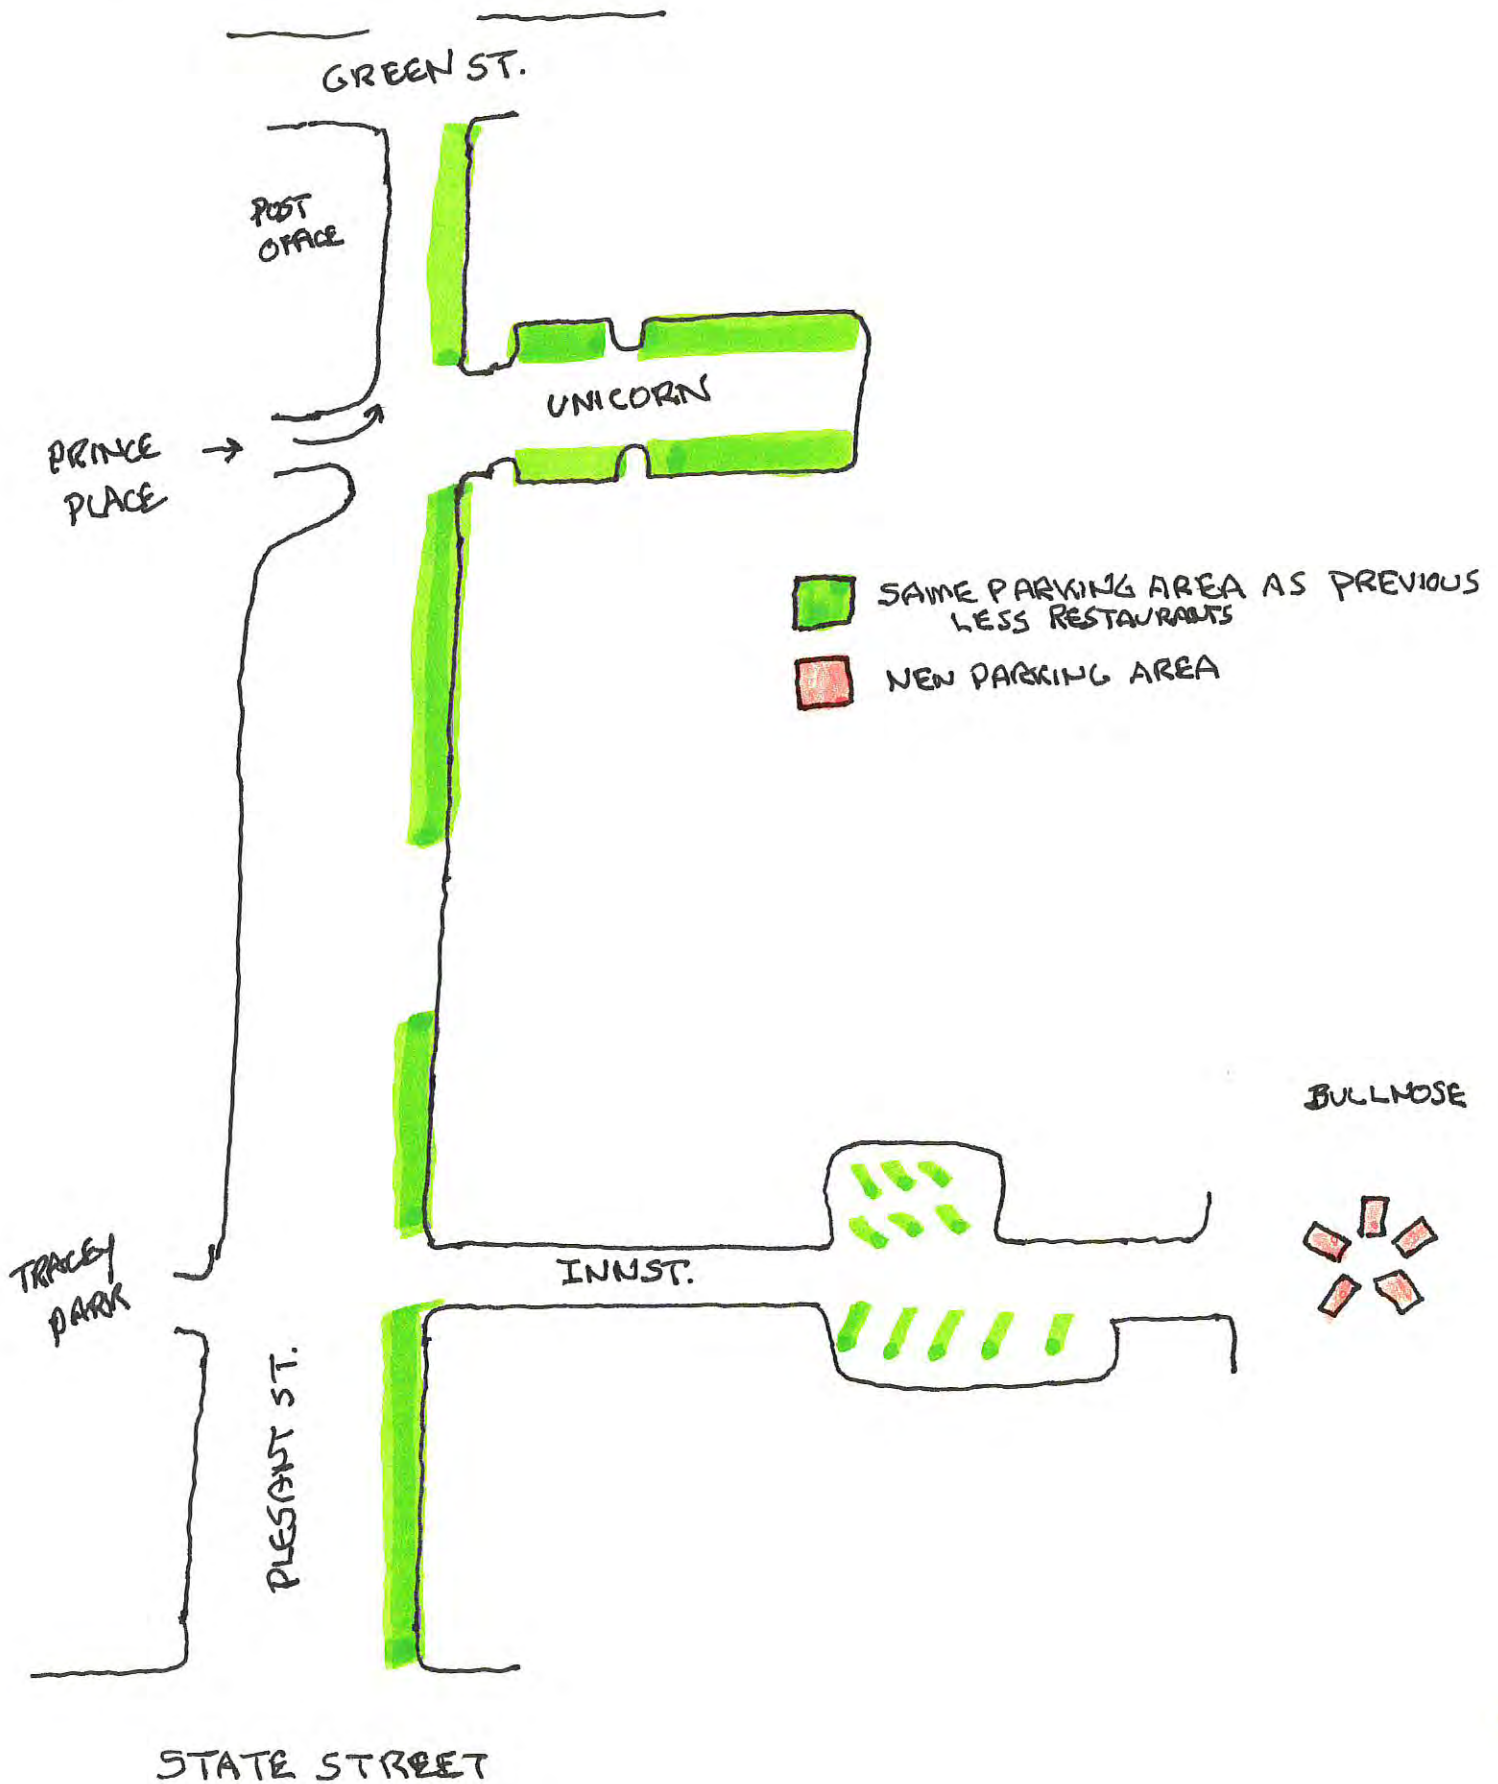 GREEN ST.
POST
OFFICE
UNICORN
PRINCE →
PLACE
SAME PARKING AREA AS PREVIOUS
LESS RESTAURANTS
NEW PARKING AREA
BULLNOSE
TRACEY
PARK
INN ST.
PLESANT ST.
STATE STREET